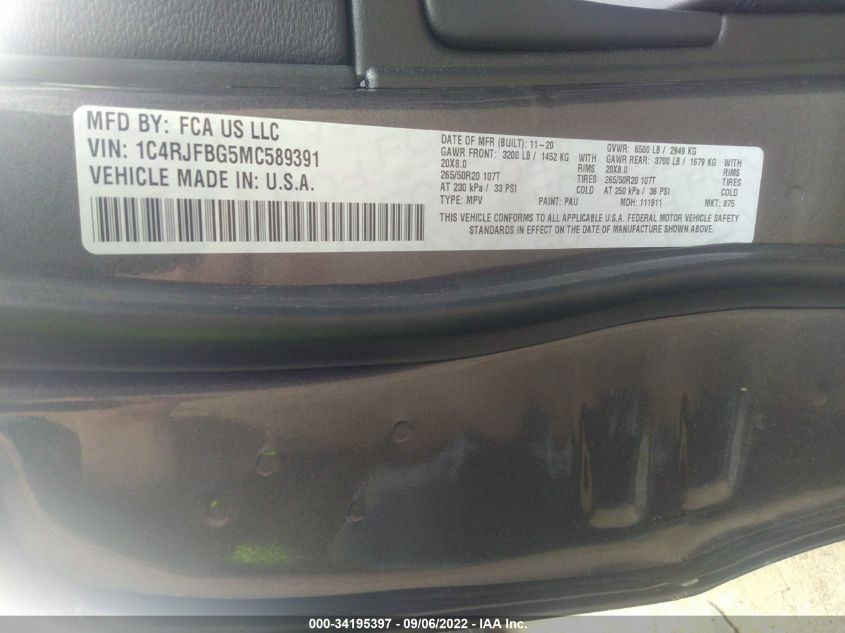 MFD BY: FCA US LLC
VIN: 1C4RJFBG5MC589391
VEHICLE MADE IN: U.S.A.
DATE OF MFR (BUILT): 11-20 GVWR: 6500 LB / 2949 KG
GAWR FRONT: 3200 LB / 1452 KG WITH GAWR REAR: 3700 LB / 1679 KG WITH
20X8.0 RIMS 20X8.0 RIMS
265/50R20 107T TIRES 265/50R20 107T TIRES
AT 230 kPa / 33 PSI COLD AT 250 kPa / 36 PSI COLD
TYPE: MPV PAINT: PAU MDH: 111911 MKT: 875
THIS VEHICLE CONFORMS TO ALL APPLICABLE U.S.A. FEDERAL MOTOR VEHICLE SAFETY
STANDARDS IN EFFECT ON THE DATE OF MANUFACTURE SHOWN ABOVE.
000-34195397 - 09/06/2022 - IAA Inc.